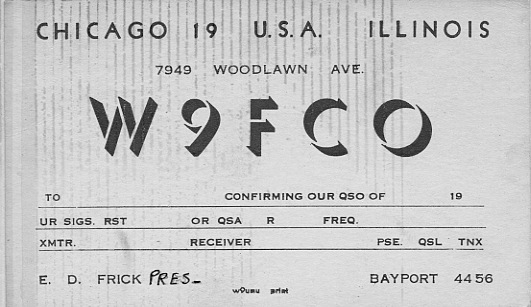 CHICAGO 19 U.S.A. ILLINOIS
7949 WOODLAWN AVE.
W9FCO
TO CONFIRMING OUR QSO OF 19
UR SIGS. RST OR QSA R FREQ.
XMTR. RECEIVER PSE. QSL TNX
E. D. FRICK PRES- BAYPORT 4456
print